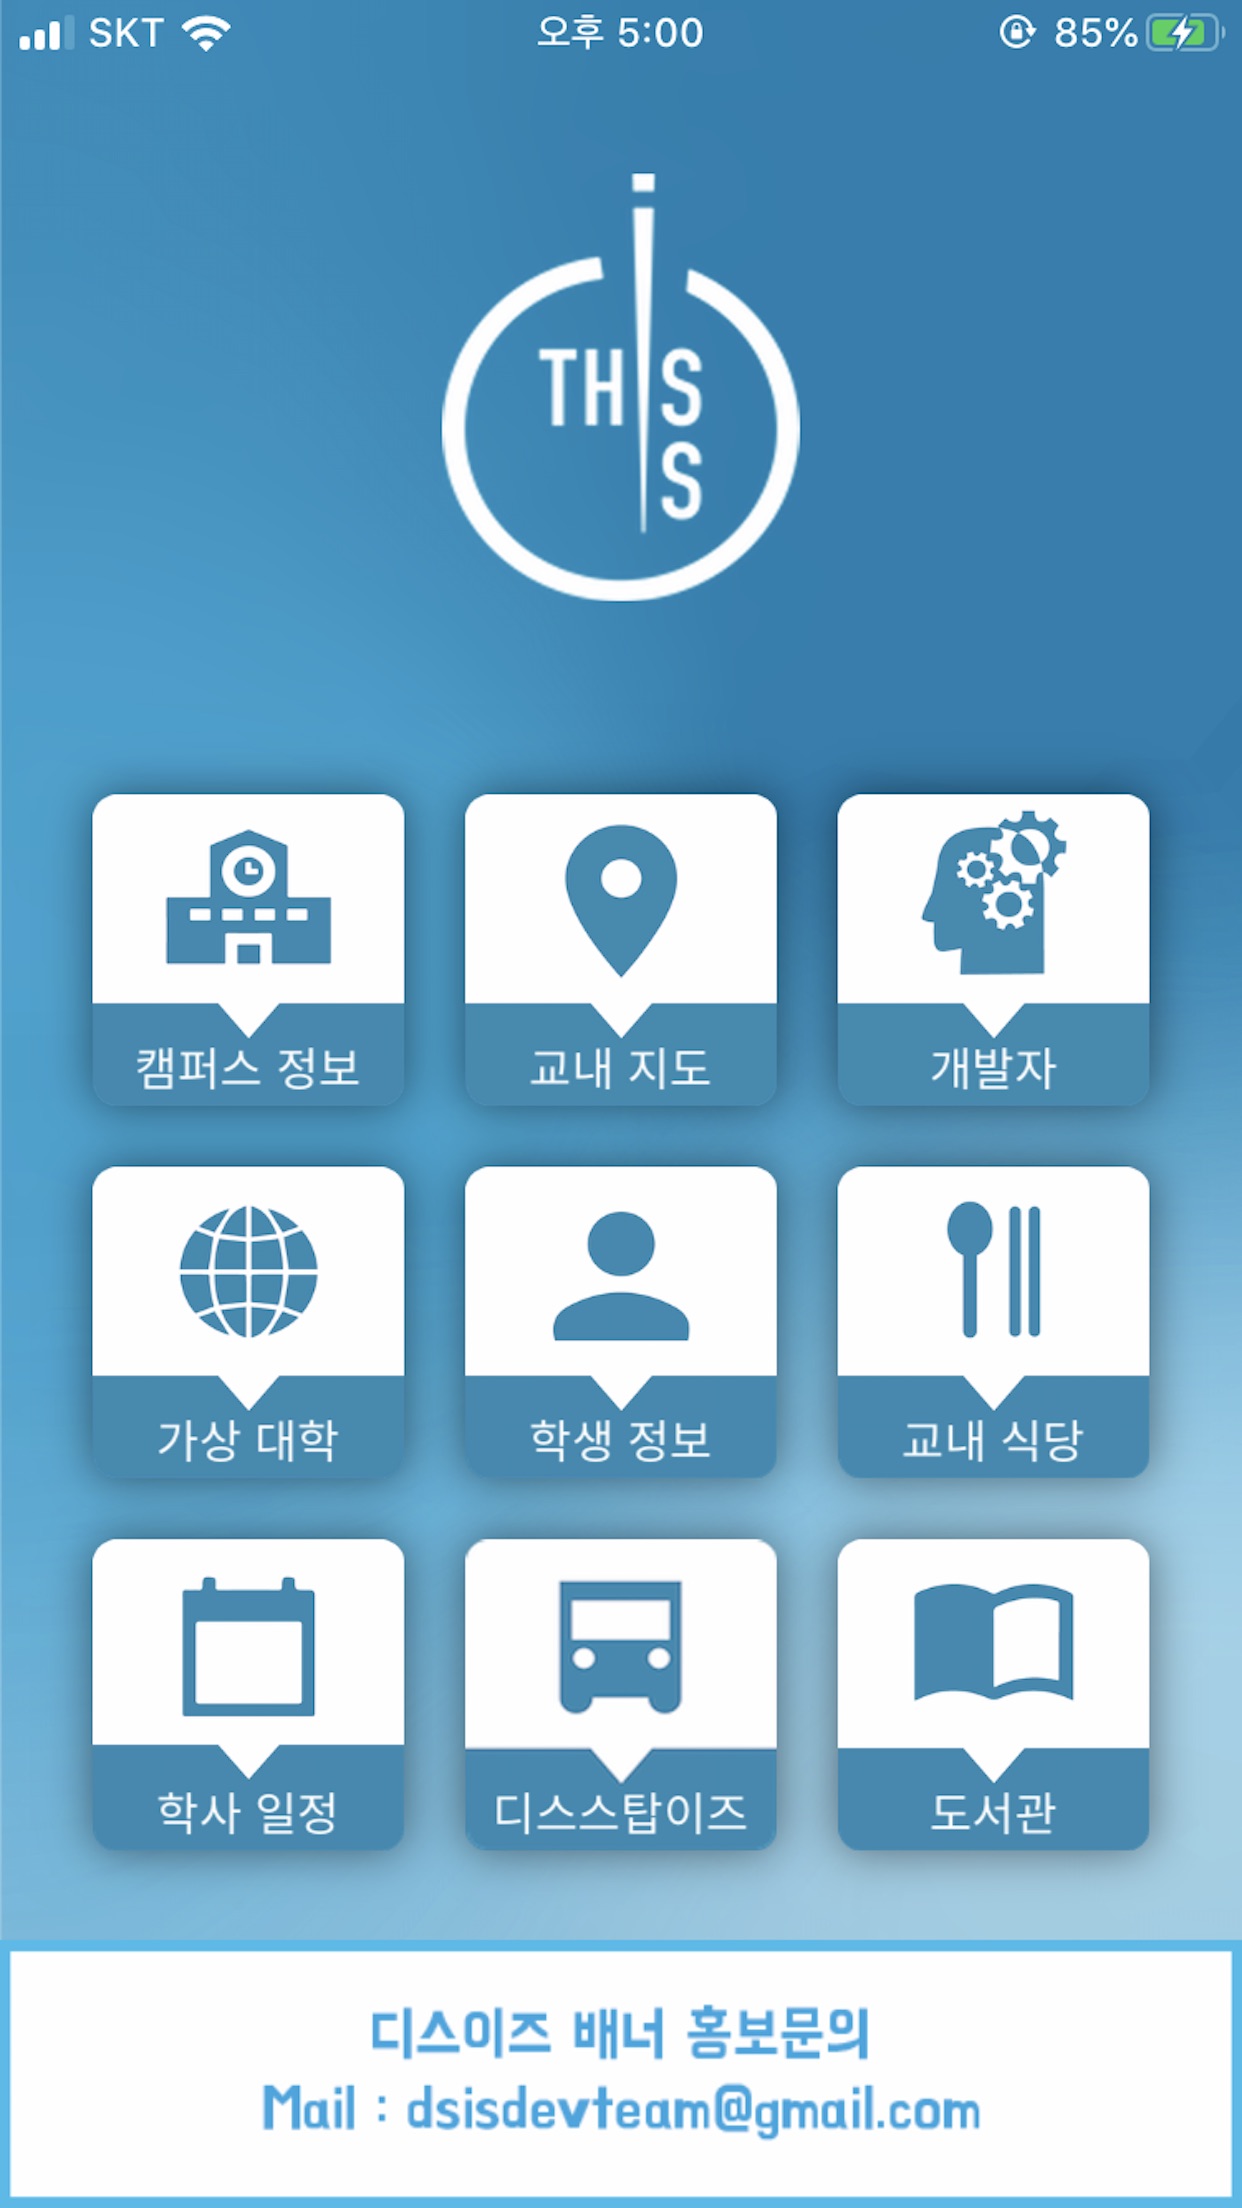 SKT 오후 5:00 85%
THIS
IS
캠퍼스 정보 교내 지도 개발자
가상 대학 학생 정보 교내 식당
학사 일정 디스스탑이즈 도서관
디스이즈 배너 홍보문의
Mail : dsisdevteam@gmail.com